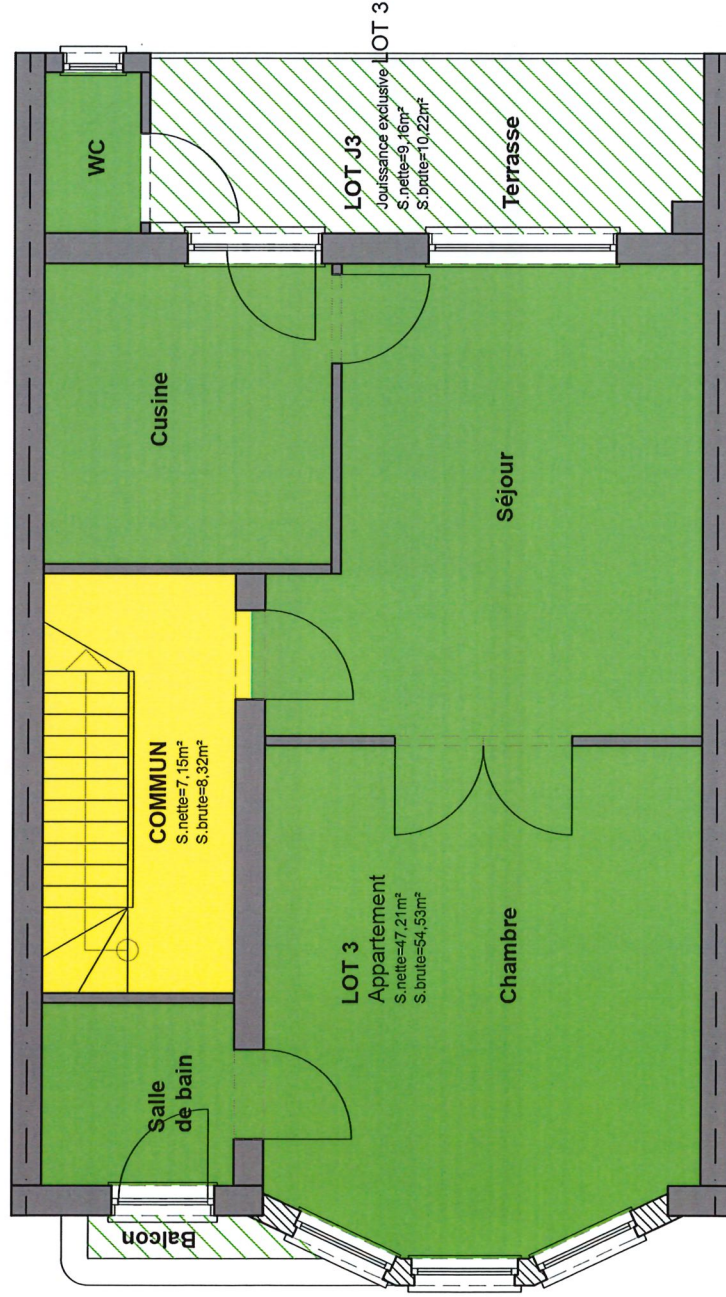 WC
LOT J3
Jouissance exclusive LOT 3
S.nette=9,16m²
S.brute=10,22m²
Terrasse
Cusine
Séjour
COMMUN
S.nette=7,15m²
S.brute=8,32m²
LOT 3
Appartement
S.nette=47,21m²
S.brute=54,53m²
Chambre
Salle
de bain
Balcon